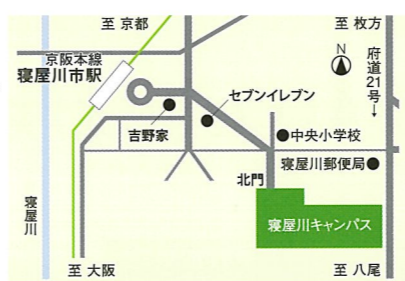 至 京都
至 枚方
N
府道21号→
京阪本線
寝屋川市駅
セブンイレブン
吉野家
中央小学校
寝屋川郵便局
北門
寝屋川
寝屋川キャンパス
至 大阪
至 八尾